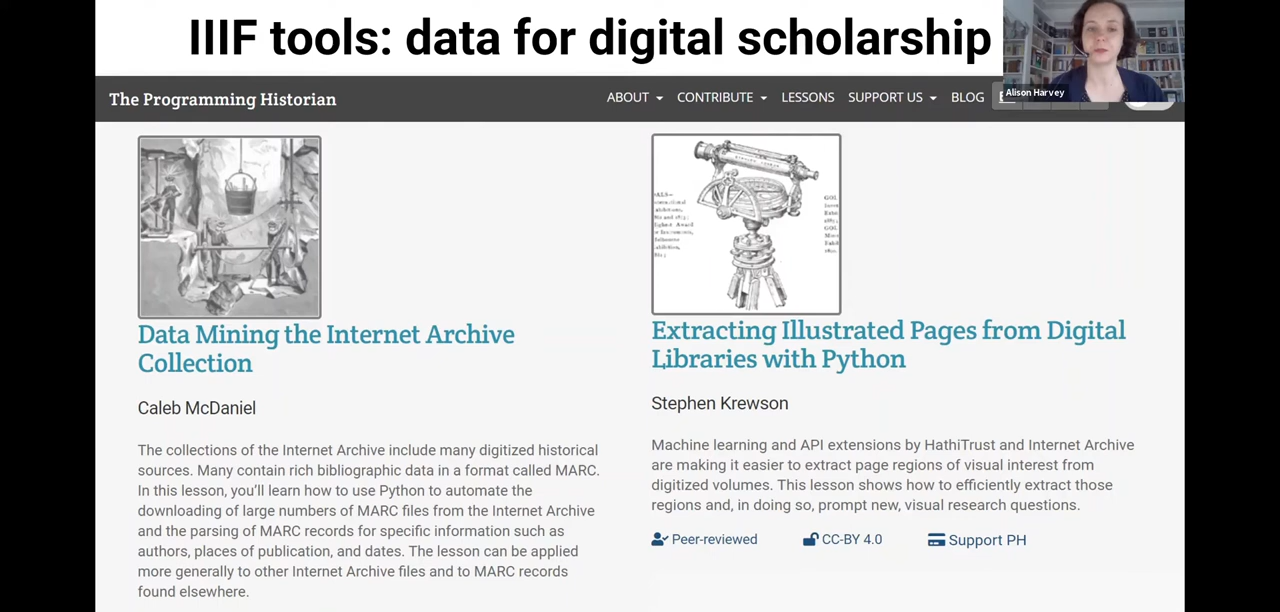 IIIF tools: data for digital scholarship
Alison Harvey
The Programming Historian
ABOUT
CONTRIBUTE
LESSONS
SUPPORT US
BLOG
Data Mining the Internet Archive
Collection
Caleb McDaniel
The collections of the Internet Archive include many digitized historical
sources. Many contain rich bibliographic data in a format called MARC.
In this lesson, you’ll learn how to use Python to automate the
downloading of large numbers of MARC files from the Internet Archive
and the parsing of MARC records for specific information such as
authors, places of publication, and dates. The lesson can be applied
more generally to other Internet Archive files and to MARC records
found elsewhere.
Extracting Illustrated Pages from Digital
Libraries with Python
Stephen Krewson
Machine learning and API extensions by HathiTrust and Internet Archive
are making it easier to extract page regions of visual interest from
digitized volumes. This lesson shows how to efficiently extract those
regions and, in doing so, prompt new, visual research questions.
Peer-reviewed
CC-BY 4.0
Support PH